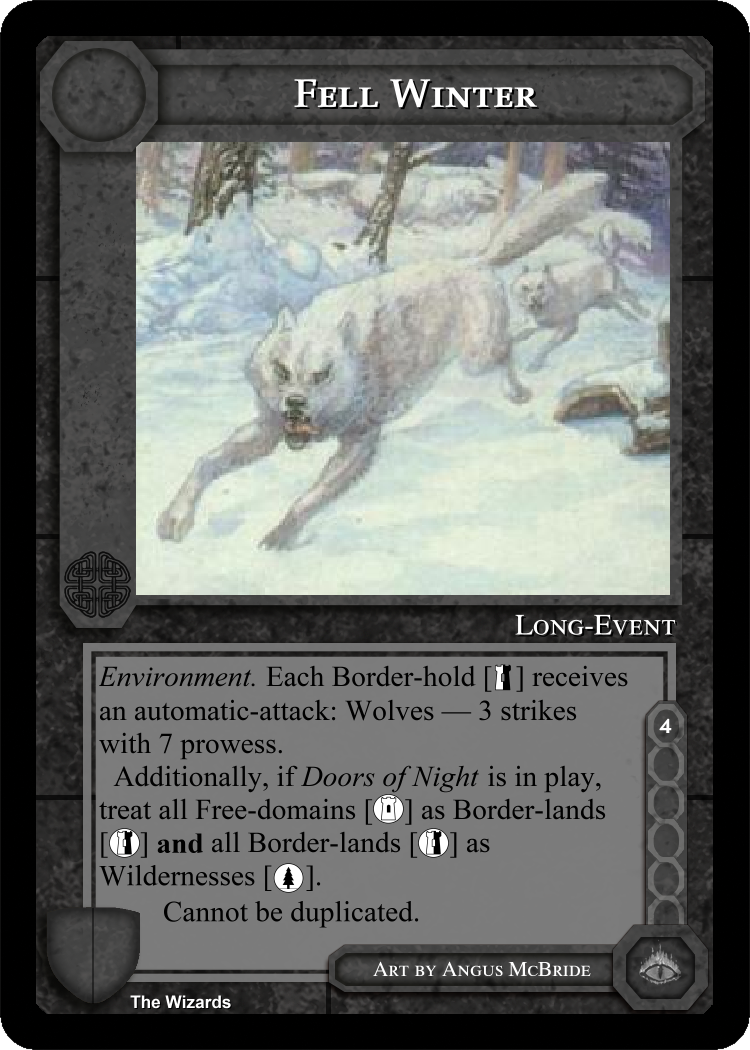 Fell Winter
Long-Event
Environment. Each Border-hold [ ] receives
an automatic-attack: Wolves — 3 strikes
with 7 prowess.
Additionally, if Doors of Night is in play,
treat all Free-domains [ ] as Border-lands
[ ] and all Border-lands [ ] as
Wildernesses [ ].
Cannot be duplicated.
4
Art by Angus McBride
The Wizards